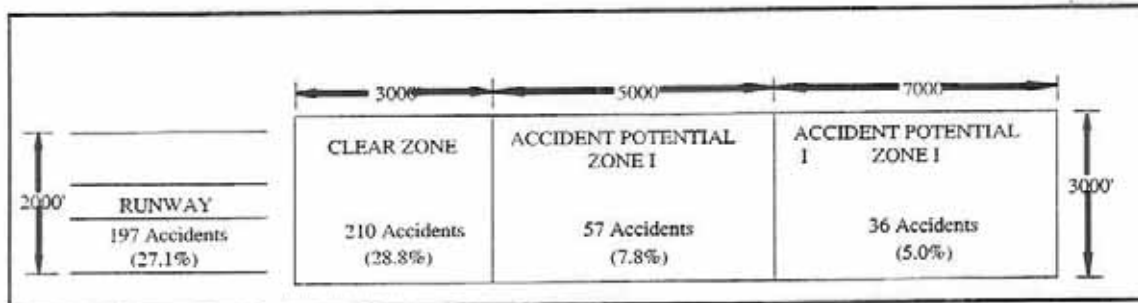 3000 5000 7000
CLEAR ZONE
ACCIDENT POTENTIAL
ZONE I
ACCIDENT POTENTIAL
I ZONE I
2000'
3000'
RUNWAY
197 Accidents
(27.1%)
210 Accidents
(28.8%)
57 Accidents
(7.8%)
36 Accidents
(5.0%)